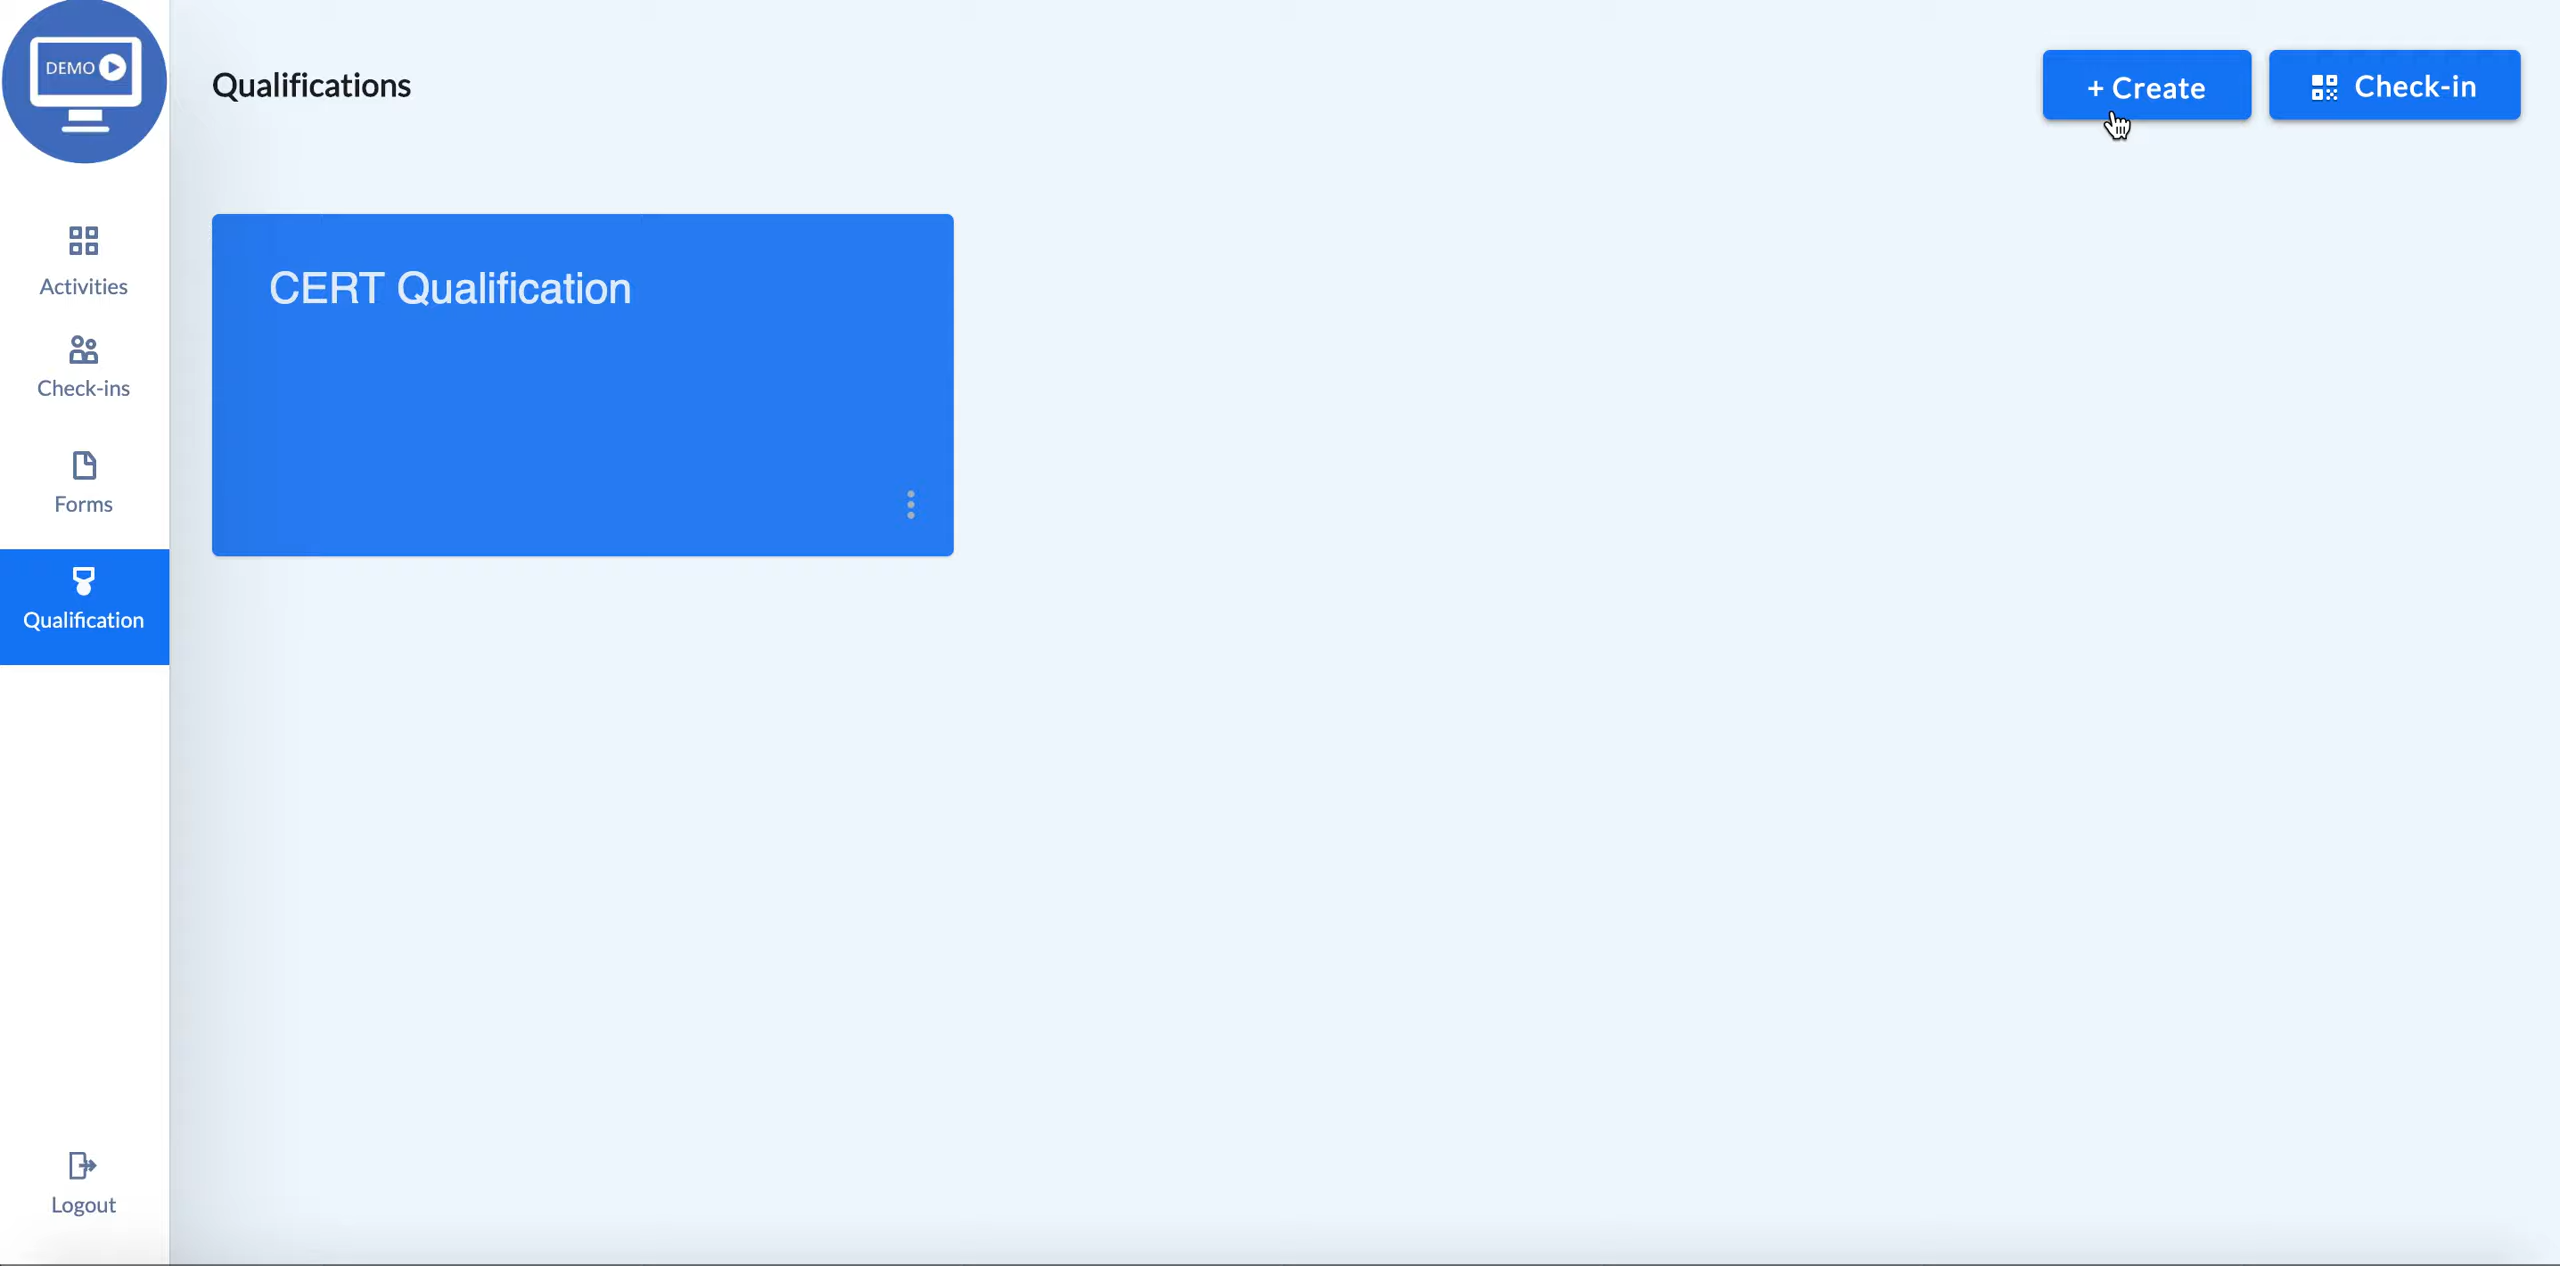 DEMO
Qualifications
+ Create
Check-in
Activities
CERT Qualification
Check-ins
Forms
Qualification
Logout